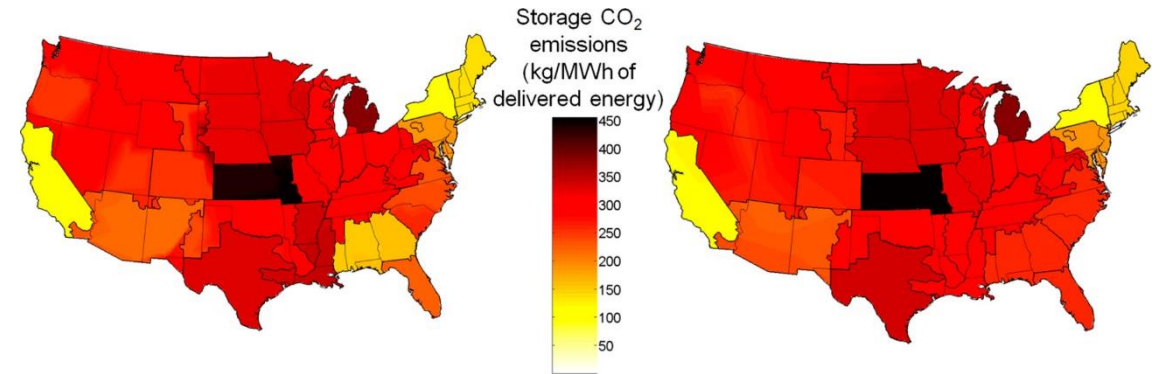 Storage CO₂
emissions
(kg/MWh of
delivered energy)
450
400
350
300
250
200
150
100
50